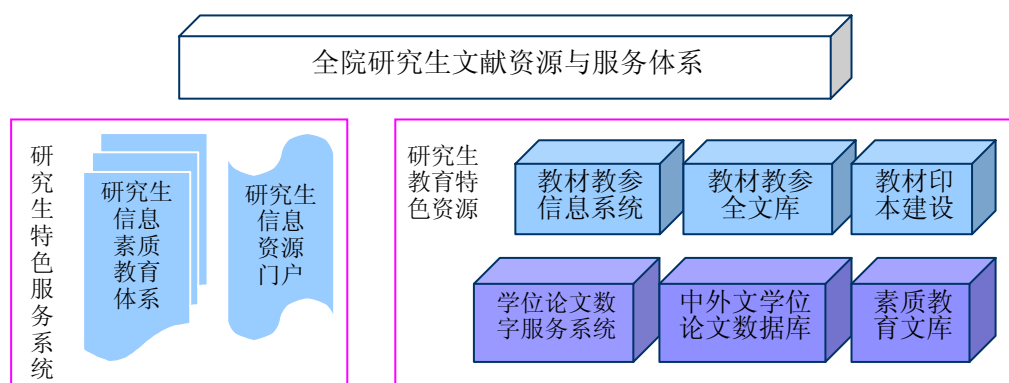 全院研究生文献资源与服务体系
研究生特色服务系统
研究生
信息
素质
教育
体系
研究生
信息
资源
门户
研究生
教育特
色资源
教材教参
信息系统
教材教参
全文库
教材印
本建设
学位论文数
字服务系统
中外文学位
论文数据库
素质教
育文库